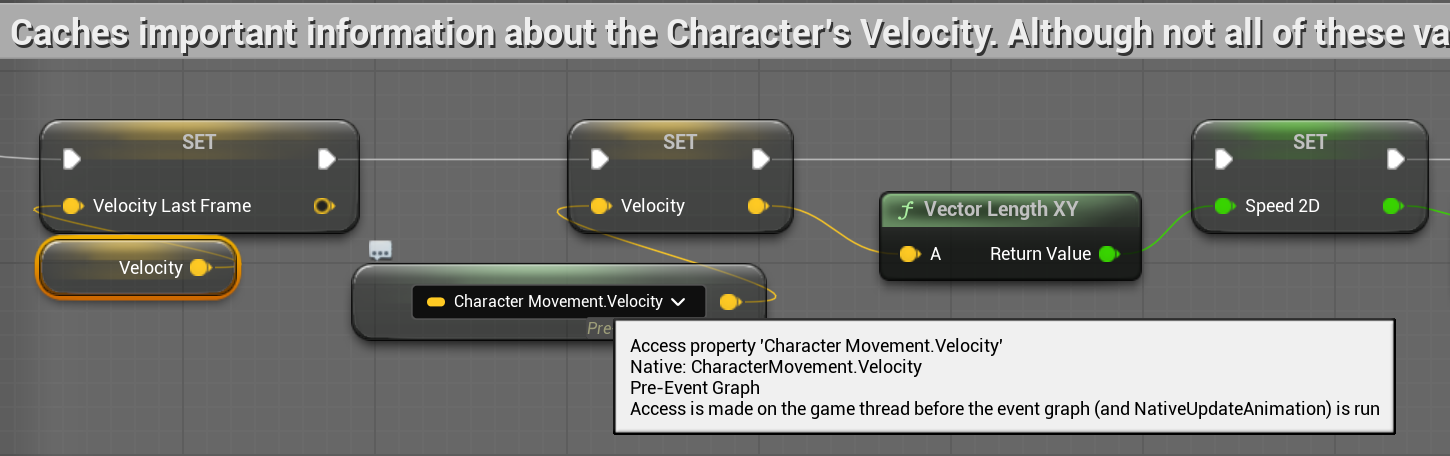 Caches important information about the Character's Velocity. Although not all of these va
SET
Velocity Last Frame
Velocity
SET
Velocity
Character Movement.Velocity
Pre
Vector Length XY
A
Return Value
SET
Speed 2D
Access property 'Character Movement.Velocity'
Native: CharacterMovement.Velocity
Pre-Event Graph
Access is made on the game thread before the event graph (and NativeUpdateAnimation) is run